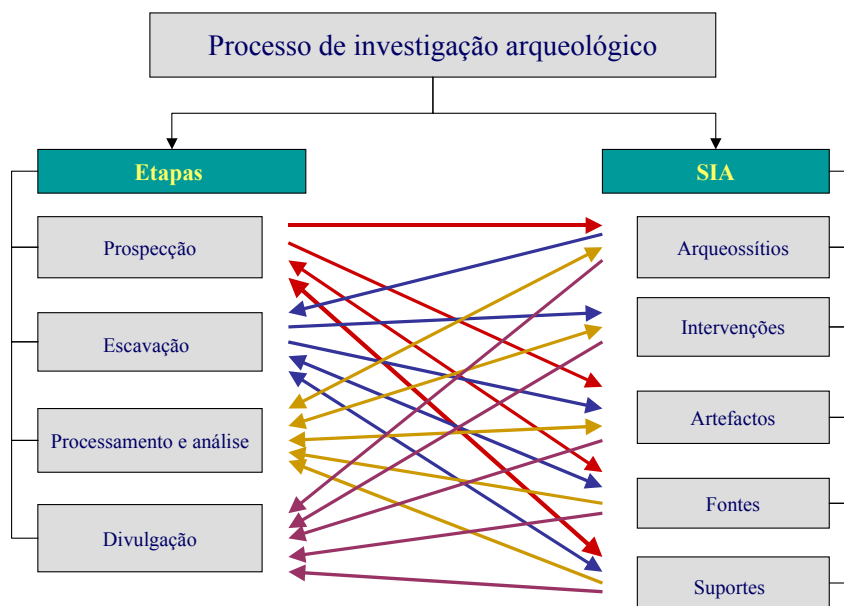 Processo de investigação arqueológico
Etapas
SIA
Prospecção
Arqueossítios
Escavação
Intervenções
Processamento e análise
Artefactos
Divulgação
Fontes
Suportes